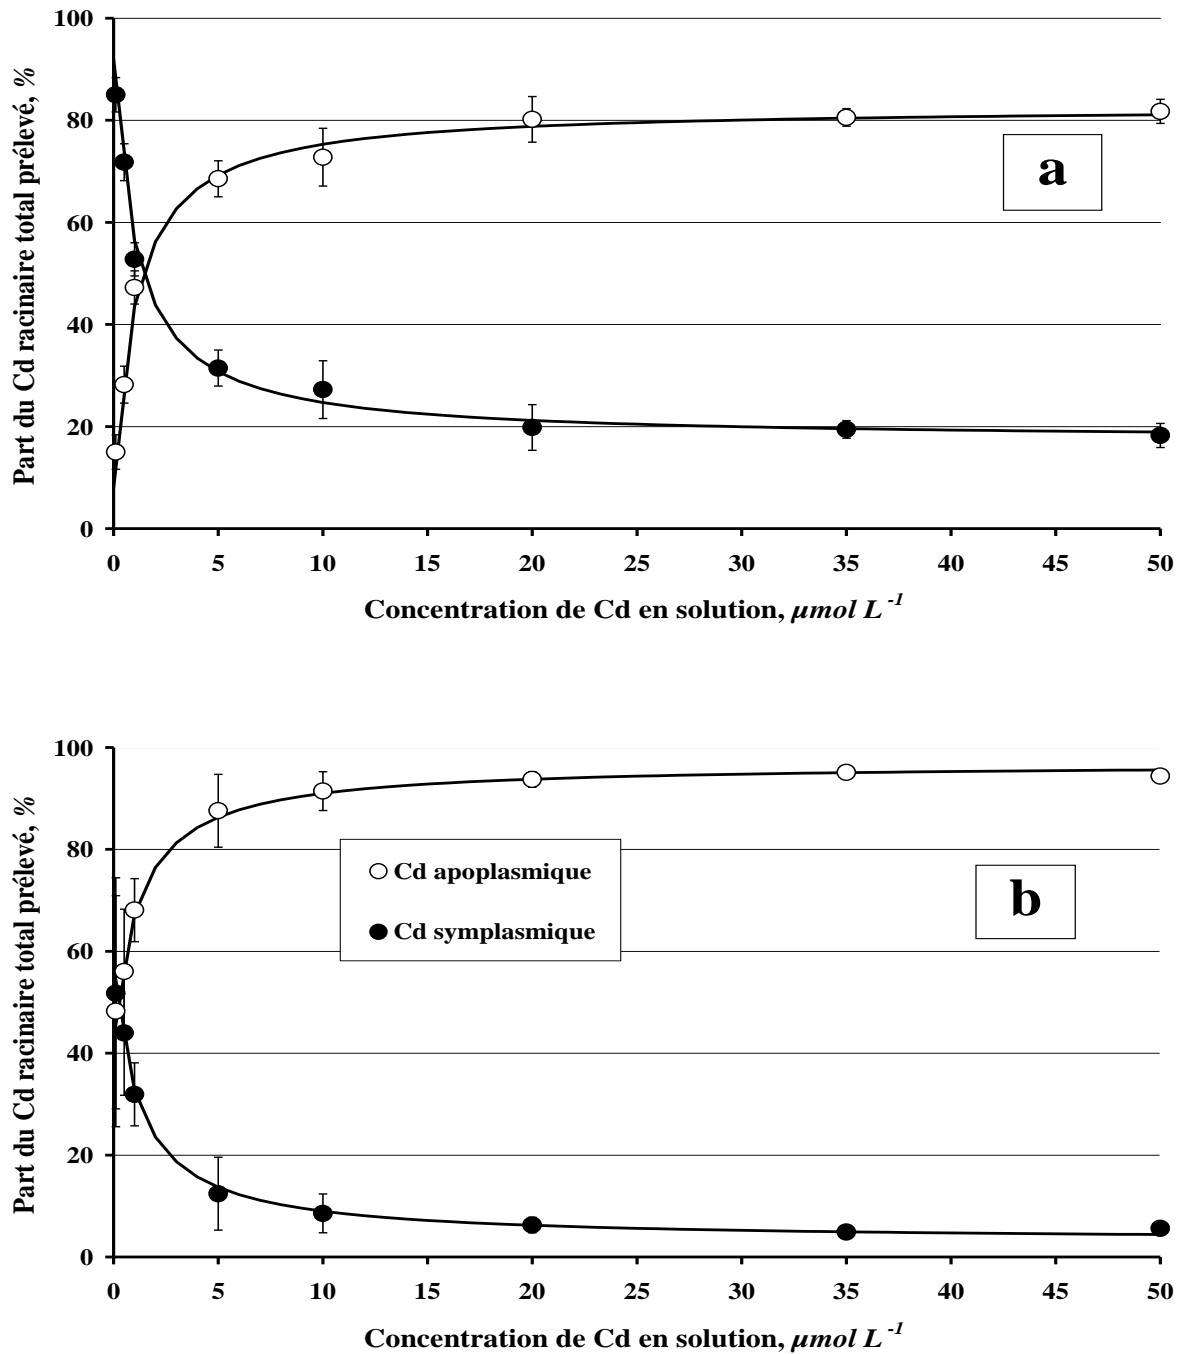 100
80
60
40
20
0
Part du Cd racinaire total prélevé, %
a
0 5 10 15 20 25 30 35 40 45 50
Concentration de Cd en solution, µmol L -1
100
80
60
40
20
0
Part du Cd racinaire total prélevé, %
Cd apoplasmique
Cd symplasmique
b
0 5 10 15 20 25 30 35 40 45 50
Concentration de Cd en solution, µmol L -1